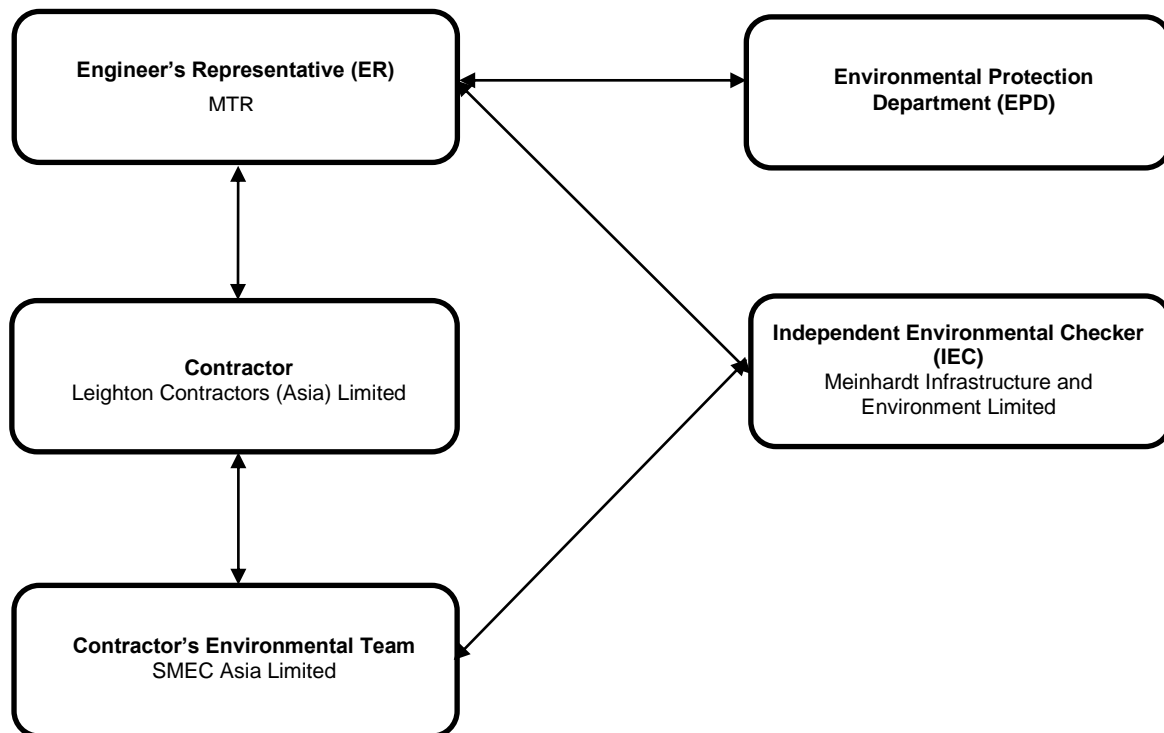 Engineer’s Representative (ER)
MTR
Environmental Protection
Department (EPD)
Contractor
Leighton Contractors (Asia) Limited
Independent Environmental Checker
(IEC)
Meinhardt Infrastructure and
Environment Limited
Contractor’s Environmental Team
SMEC Asia Limited